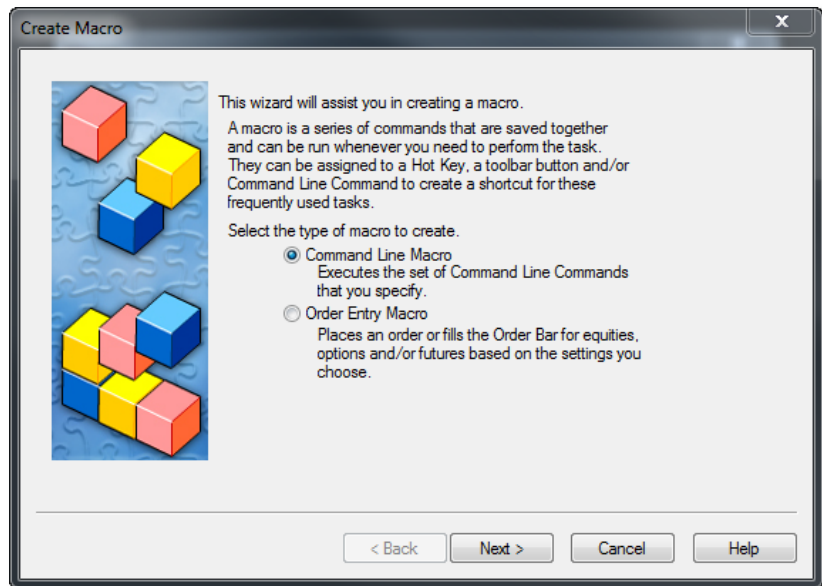 Create Macro
X
This wizard will assist you in creating a macro.
A macro is a series of commands that are saved together
and can be run whenever you need to perform the task.
They can be assigned to a Hot Key, a toolbar button and/or
Command Line Command to create a shortcut for these
frequently used tasks.
Select the type of macro to create.
Command Line Macro
Executes the set of Command Line Commands
that you specify.
Order Entry Macro
Places an order or fills the Order Bar for equities,
options and/or futures based on the settings you
choose.
< Back Next > Cancel Help